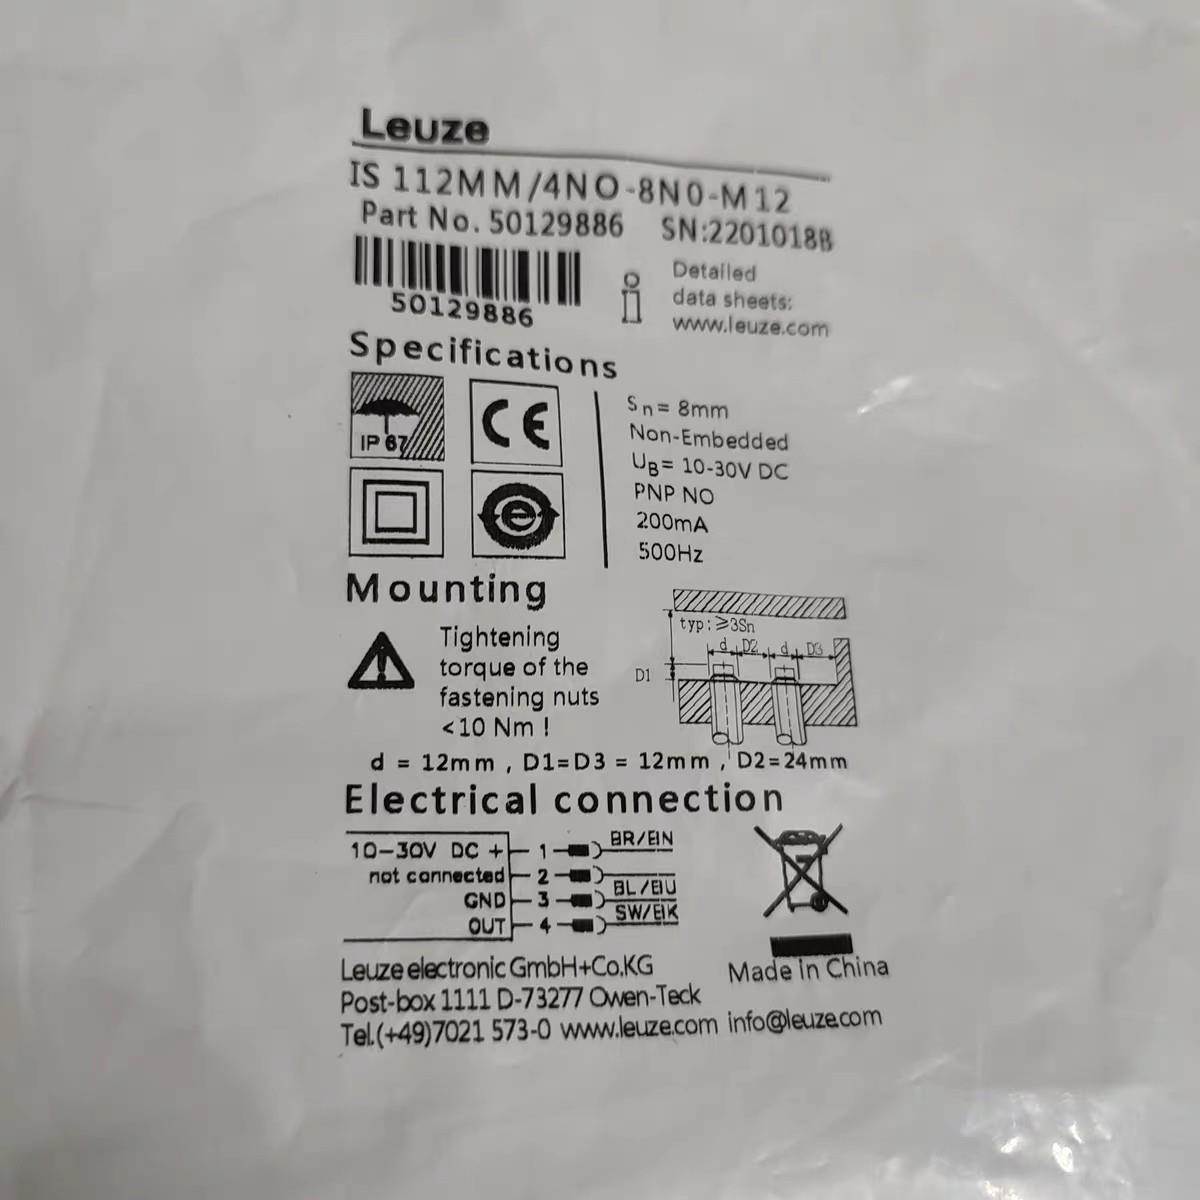 Leuze
IS 112MM/4NO-8N0-M12
Part No. 50129886 SN:2201018B
50129886
Detailed
data sheets:
www.leuze.com
Specifications
IP 67
CE
Sn= 8mm
Non-Embedded
UB= 10-30V DC
PNP NO
200mA
500Hz
e
Mounting
Tightening
torque of the
fastening nuts
<10 Nm !
typ:≥3Sn
d D2 d D3
D1
d = 12mm , D1=D3 = 12mm , D2=24mm
Electrical connection
10-30V DC + 1 BR/
not connected 2
GND 3 BL/
OUT 4 SW/
Leuze electronic GmbH+Co.KG
Post-box 1111 D-73277 Owen-Teck
Tel.(+49)7021 573-0 www.leuze.com info@leuze.com
Made in China